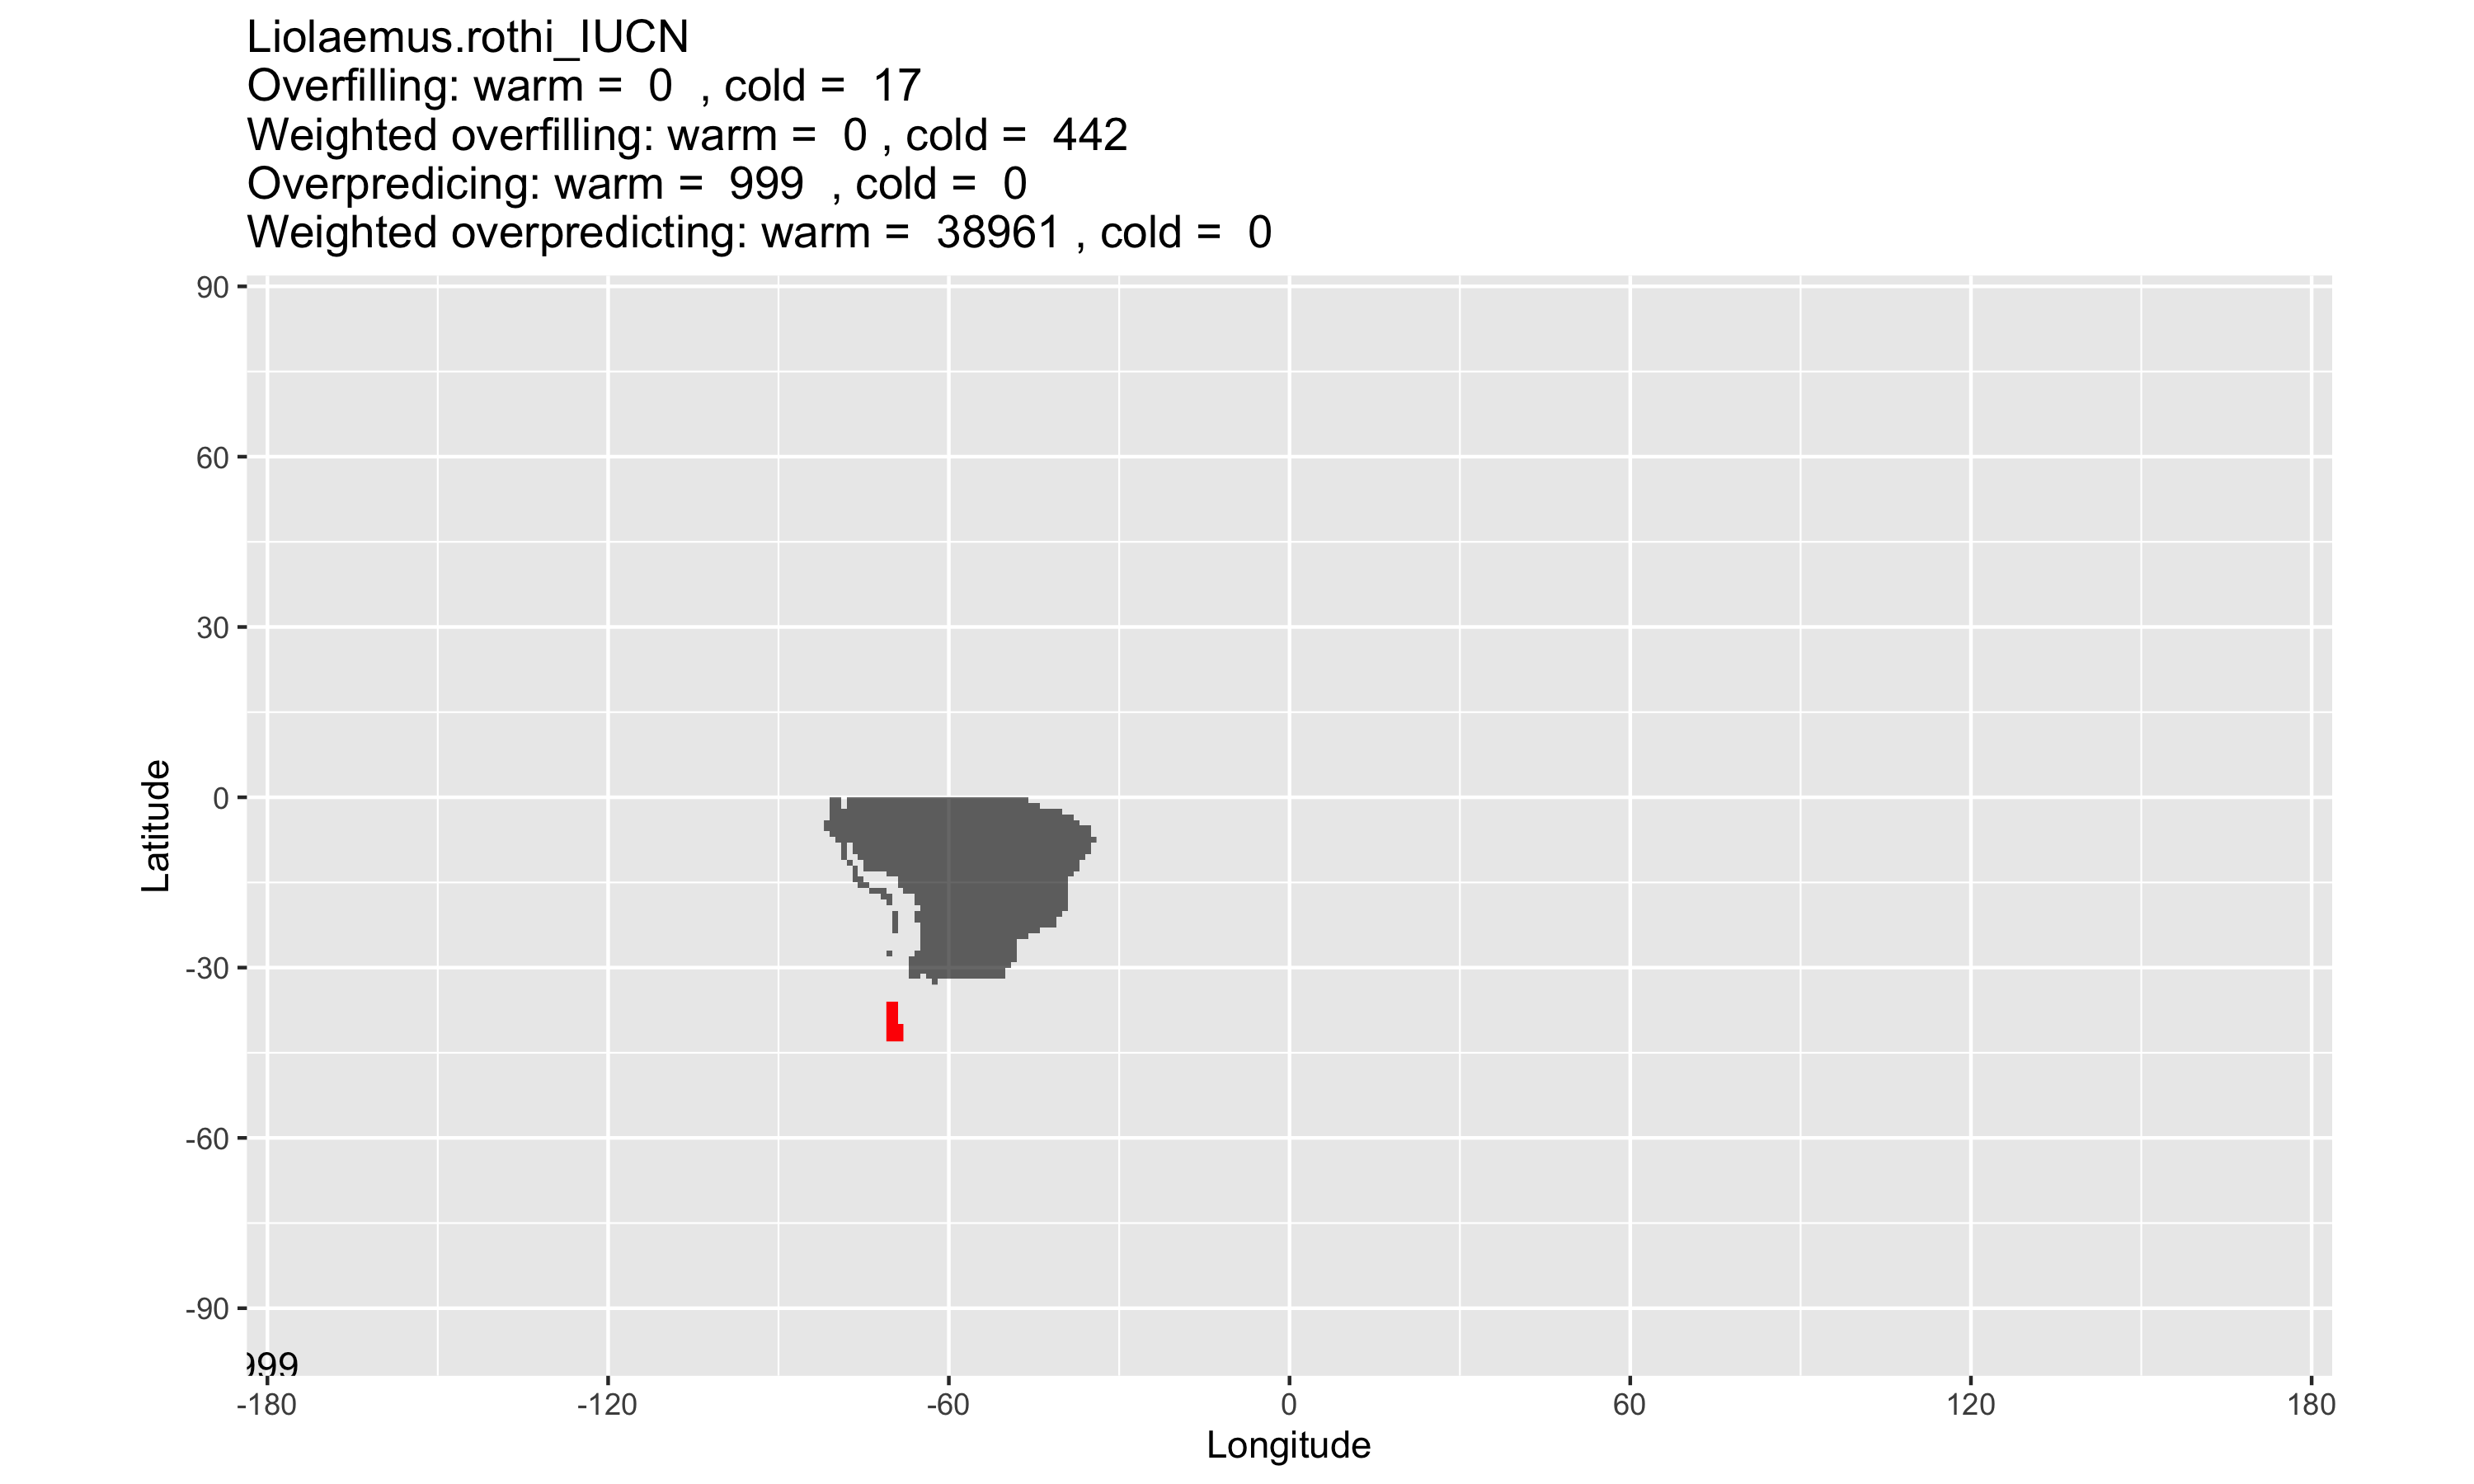 Liolaemus.rothi_IUCN
Overfilling: warm = 0 , cold = 17
Weighted overfilling: warm = 0 , cold = 442
Overpredicing: warm = 999 , cold = 0
Weighted overpredicting: warm = 38961 , cold = 0
90
60
30
0
-30
-60
-90
Latitude
999
-180
-120
-60
0
60
120
180
Longitude